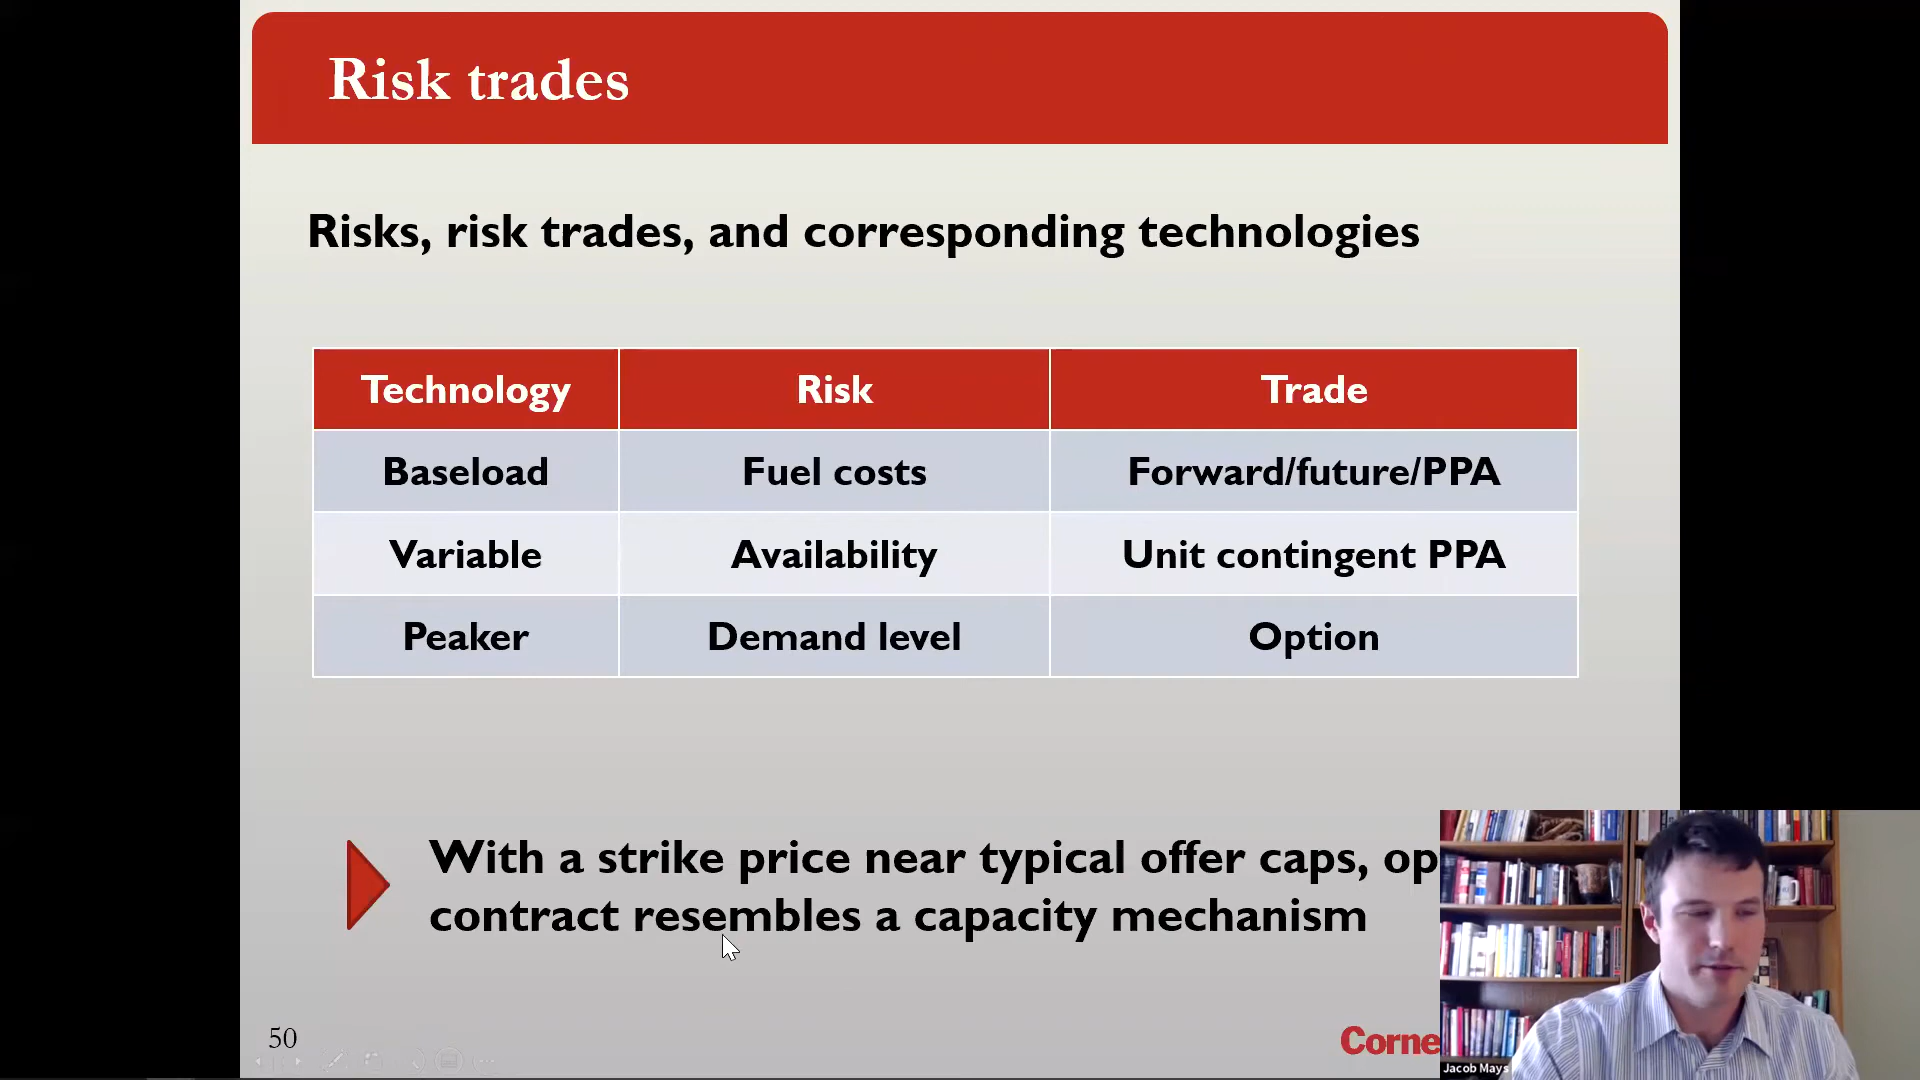 Risk trades
Risks, risk trades, and corresponding technologies
Technology Risk Trade
Baseload Fuel costs Forward/future/PPA
Variable Availability Unit contingent PPA
Peaker Demand level Option
With a strike price near typical offer caps, op
contract resembles a capacity mechanism
50
Corne
Jacob Mays